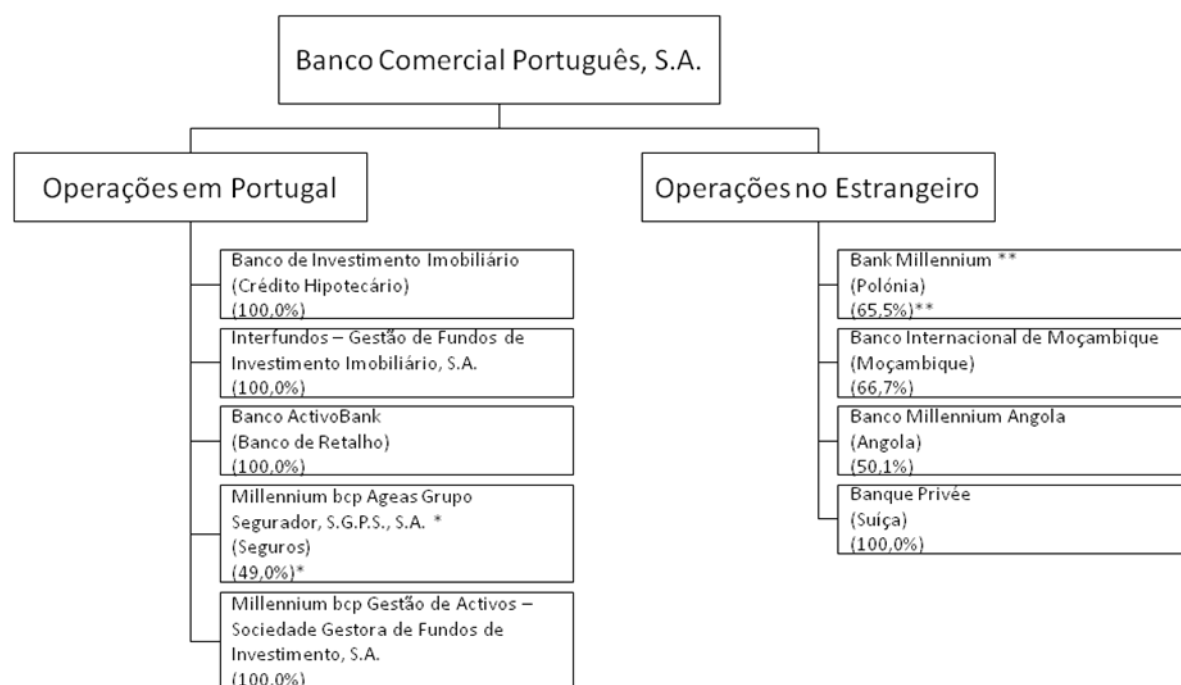 Banco Comercial Português, S.A.
Operações em Portugal
Banco de Investimento Imobiliário
(Crédito Hipotecário)
(100,0%)
Interfundos – Gestão de Fundos de
Investimento Imobiliário, S.A.
(100,0%)
Banco ActivoBank
(Banco de Retalho)
(100,0%)
Millennium bcp Ageas Grupo
Segurador, S.G.P.S., S.A. *
(Seguros)
(49,0%)*
Millennium bcp Gestão de Activos –
Sociedade Gestora de Fundos de
Investimento, S.A.
(100,0%)
Operações no Estrangeiro
Bank Millennium **
(Polónia)
(65,5%)**
Banco Internacional de Moçambique
(Moçambique)
(66,7%)
Banco Millennium Angola
(Angola)
(50,1%)
Banque Privée
(Suíça)
(100,0%)